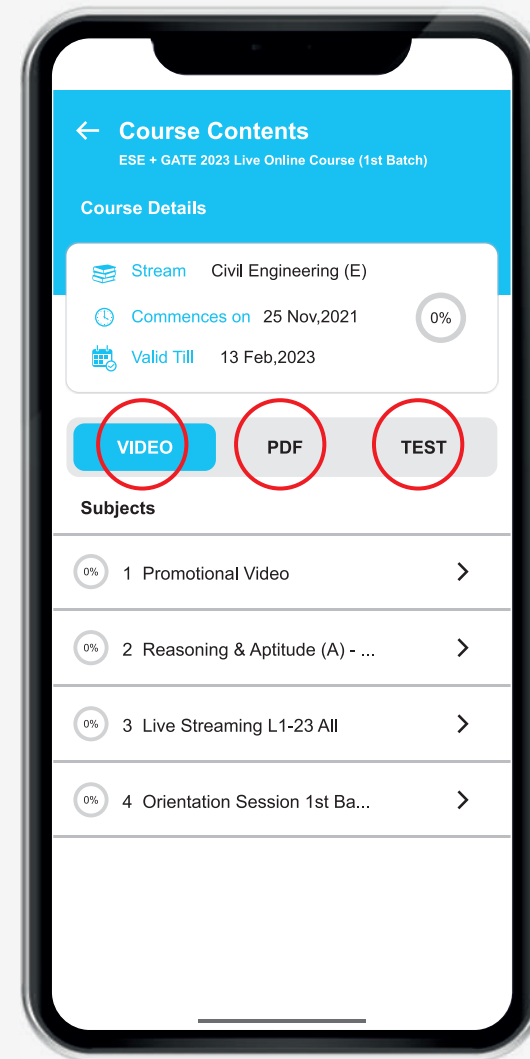 Course Contents
ESE + GATE 2023 Live Online Course (1st Batch)
Course Details
Stream Civil Engineering (E)
Commences on 25 Nov,2021
0%
Valid Till 13 Feb,2023
VIDEO PDF TEST
Subjects
0% 1 Promotional Video
0% 2 Reasoning & Aptitude (A) - ...
0% 3 Live Streaming L1-23 All
0% 4 Orientation Session 1st Ba...